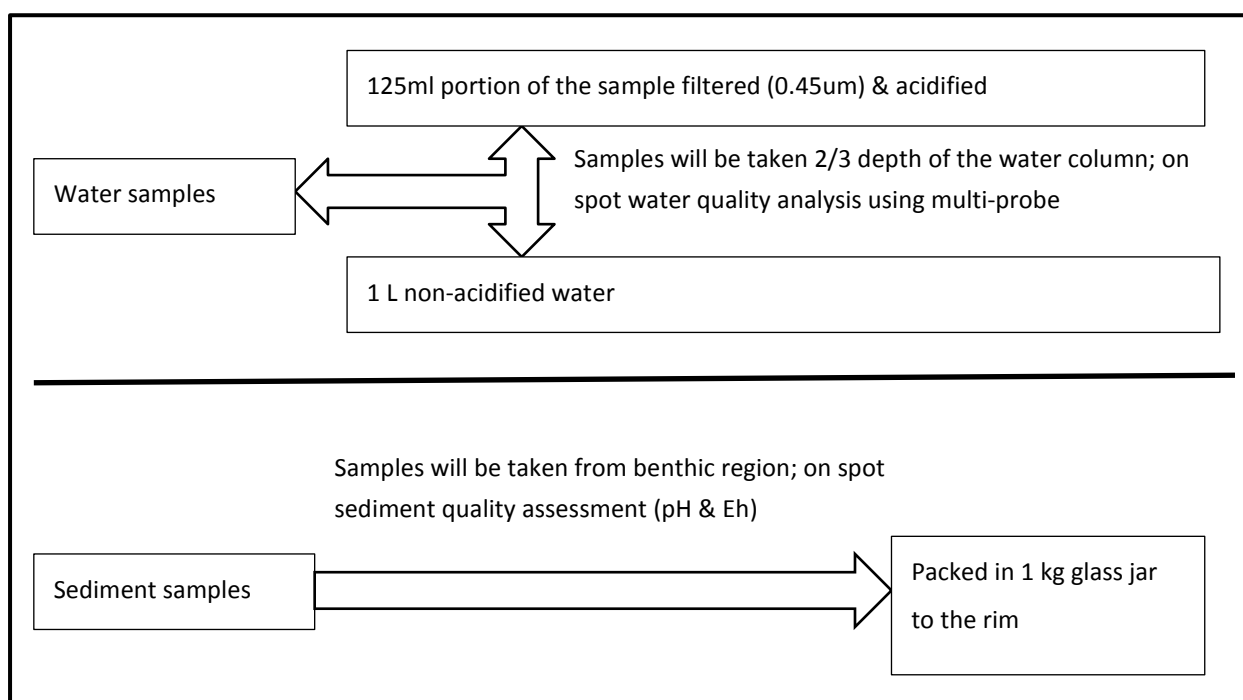 125ml portion of the sample filtered (0.45um) & acidified
Water samples
Samples will be taken 2/3 depth of the water column; on
spot water quality analysis using multi-probe
1 L non-acidified water
Samples will be taken from benthic region; on spot
sediment quality assessment (pH & Eh)
Sediment samples
Packed in 1 kg glass jar
to the rim